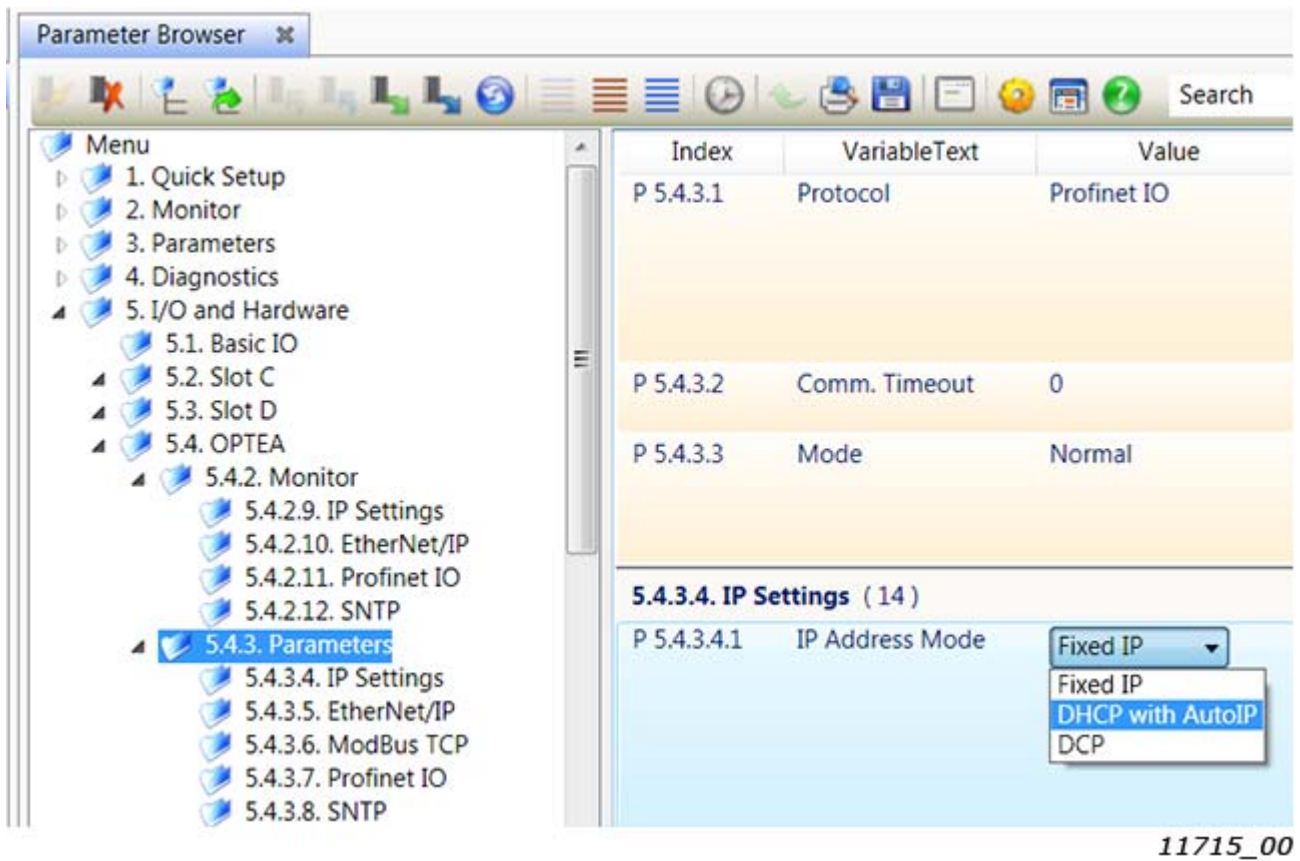 Parameter Browser
Search
Menu
1. Quick Setup
2. Monitor
3. Parameters
4. Diagnostics
5. I/O and Hardware
5.1. Basic IO
5.2. Slot C
5.3. Slot D
5.4. OPTEA
5.4.2. Monitor
5.4.2.9. IP Settings
5.4.2.10. EtherNet/IP
5.4.2.11. Profinet IO
5.4.2.12. SNTP
5.4.3. Parameters
5.4.3.4. IP Settings
5.4.3.5. EtherNet/IP
5.4.3.6. ModBus TCP
5.4.3.7. Profinet IO
5.4.3.8. SNTP
Index VariableText Value
P 5.4.3.1 Protocol Profinet IO
P 5.4.3.2 Comm. Timeout 0
P 5.4.3.3 Mode Normal
5.4.3.4. IP Settings (14)
P 5.4.3.4.1 IP Address Mode Fixed IP
Fixed IP
DHCP with AutoIP
DCP
11715_00